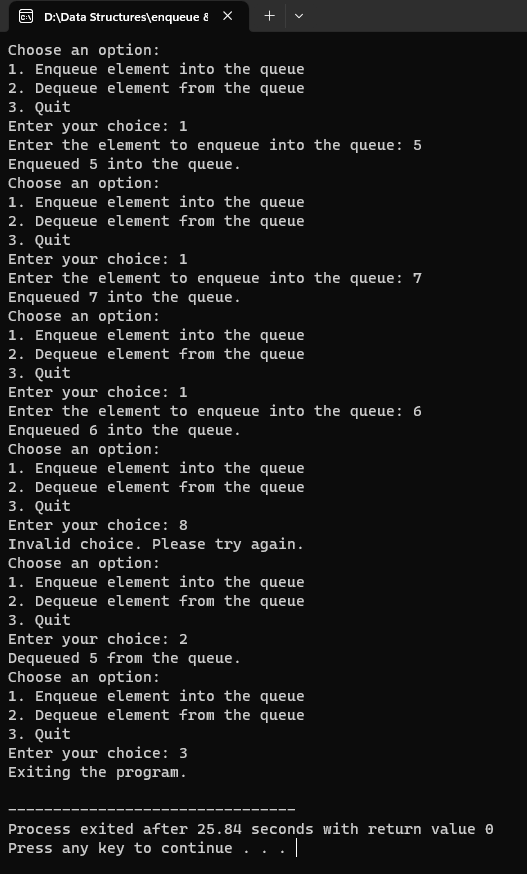 D:\Data Structures\enqueue &
Choose an option:
1. Enqueue element into the queue
2. Dequeue element from the queue
3. Quit
Enter your choice: 1
Enter the element to enqueue into the queue: 5
Enqueued 5 into the queue.
Choose an option:
1. Enqueue element into the queue
2. Dequeue element from the queue
3. Quit
Enter your choice: 1
Enter the element to enqueue into the queue: 7
Enqueued 7 into the queue.
Choose an option:
1. Enqueue element into the queue
2. Dequeue element from the queue
3. Quit
Enter your choice: 1
Enter the element to enqueue into the queue: 6
Enqueued 6 into the queue.
Choose an option:
1. Enqueue element into the queue
2. Dequeue element from the queue
3. Quit
Enter your choice: 8
Invalid choice. Please try again.
Choose an option:
1. Enqueue element into the queue
2. Dequeue element from the queue
3. Quit
Enter your choice: 2
Dequeued 5 from the queue.
Choose an option:
1. Enqueue element into the queue
2. Dequeue element from the queue
3. Quit
Enter your choice: 3
Exiting the program.
--------------------------------
Process exited after 25.84 seconds with return value 0
Press any key to continue . . .